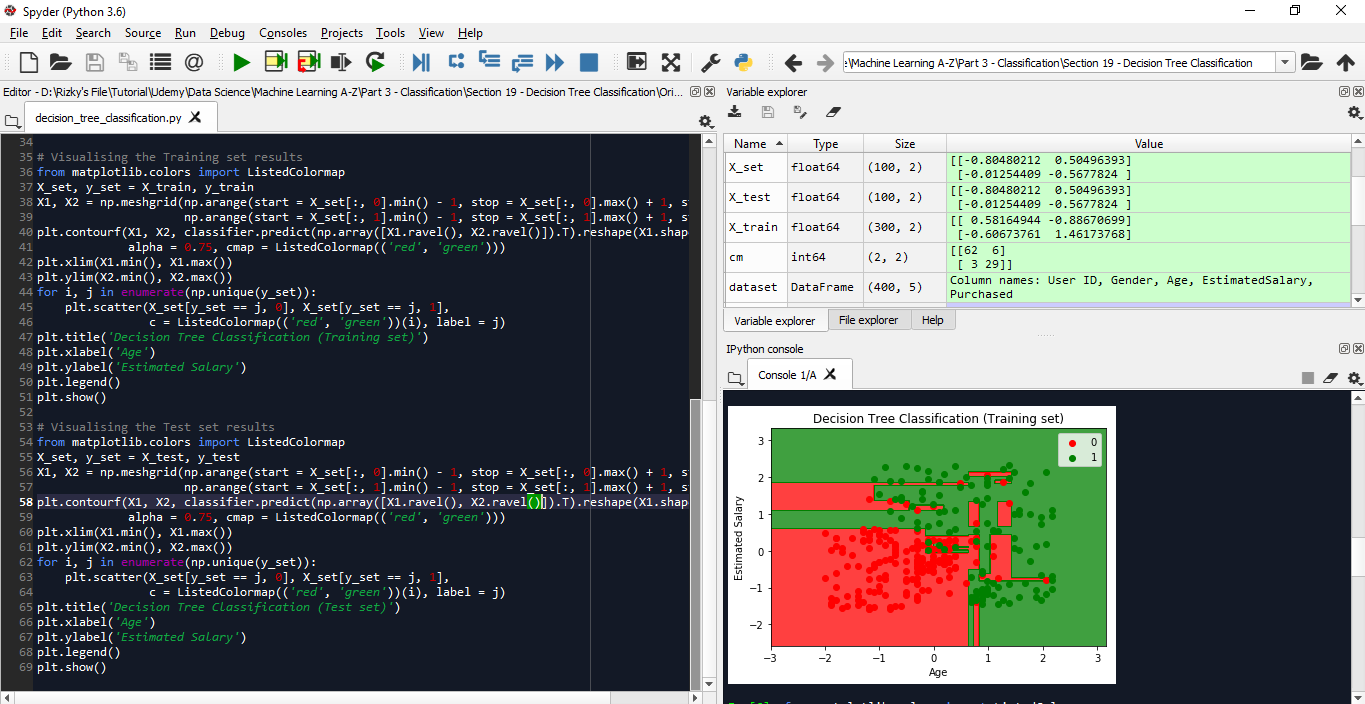 Spyder (Python 3.6)
File Edit Search Source Run Debug Consoles Projects Tools View Help
:\Machine Learning A-Z\Part 3 - Classification\Section 19 - Decision Tree Classification
Editor - D:\Rizky's File\Tutorial\Udemy\Data Science\Machine Learning A-Z\Part 3 - Classification\Section 19 - Decision Tree Classification\Ori...
decision_tree_classification.py
34
35 # Visualising the Training set results
36 from matplotlib.colors import ListedColormap
37 X_set, y_set = X_train, y_train
38 X1, X2 = np.meshgrid(np.arange(start = X_set[:, 0].min() - 1, stop = X_set[:, 0].max() + 1, s
39 np.arange(start = X_set[:, 1].min() - 1, stop = X_set[:, 1].max() + 1, s
40 plt.contourf(X1, X2, classifier.predict(np.array([X1.ravel(), X2.ravel()]).T).reshape(X1.shap
41 alpha = 0.75, cmap = ListedColormap(('red', 'green')))
42 plt.xlim(X1.min(), X1.max())
43 plt.ylim(X2.min(), X2.max())
44 for i, j in enumerate(np.unique(y_set)):
45 plt.scatter(X_set[y_set == j, 0], X_set[y_set == j, 1],
46 c = ListedColormap(('red', 'green'))(i), label = j)
47 plt.title('Decision Tree Classification (Training set)')
48 plt.xlabel('Age')
49 plt.ylabel('Estimated Salary')
50 plt.legend()
51 plt.show()
52
53 # Visualising the Test set results
54 from matplotlib.colors import ListedColormap
55 X_set, y_set = X_test, y_test
56 X1, X2 = np.meshgrid(np.arange(start = X_set[:, 0].min() - 1, stop = X_set[:, 0].max() + 1, s
57 np.arange(start = X_set[:, 1].min() - 1, stop = X_set[:, 1].max() + 1, s
58 plt.contourf(X1, X2, classifier.predict(np.array([X1.ravel(), X2.ravel()]).T).reshape(X1.shap
59 alpha = 0.75, cmap = ListedColormap(('red', 'green')))
60 plt.xlim(X1.min(), X1.max())
61 plt.ylim(X2.min(), X2.max())
62 for i, j in enumerate(np.unique(y_set)):
63 plt.scatter(X_set[y_set == j, 0], X_set[y_set == j, 1],
64 c = ListedColormap(('red', 'green'))(i), label = j)
65 plt.title('Decision Tree Classification (Test set)')
66 plt.xlabel('Age')
67 plt.ylabel('Estimated Salary')
68 plt.legend()
69 plt.show()
Variable explorer
Name Type Size Value
X_set float64 (100, 2) [[-0.80480212 0.50496393]
[-0.01254409 -0.5677824 ]
X_test float64 (100, 2) [[-0.80480212 0.50496393]
[-0.01254409 -0.5677824 ]
X_train float64 (300, 2) [[ 0.58164944 -0.88670699]
[-0.60673761 1.46173768]
cm int64 (2, 2) [[62 6]
[ 3 29]]
dataset DataFrame (400, 5) Column names: User ID, Gender, Age, EstimatedSalary,
Purchased
Variable explorer File explorer Help
IPython console
Console 1/A
Decision Tree Classification (Training set)
0
1
3
2
1
0
−1
−2
Estimated Salary
−3 −2 −1 0 1 2 3
Age